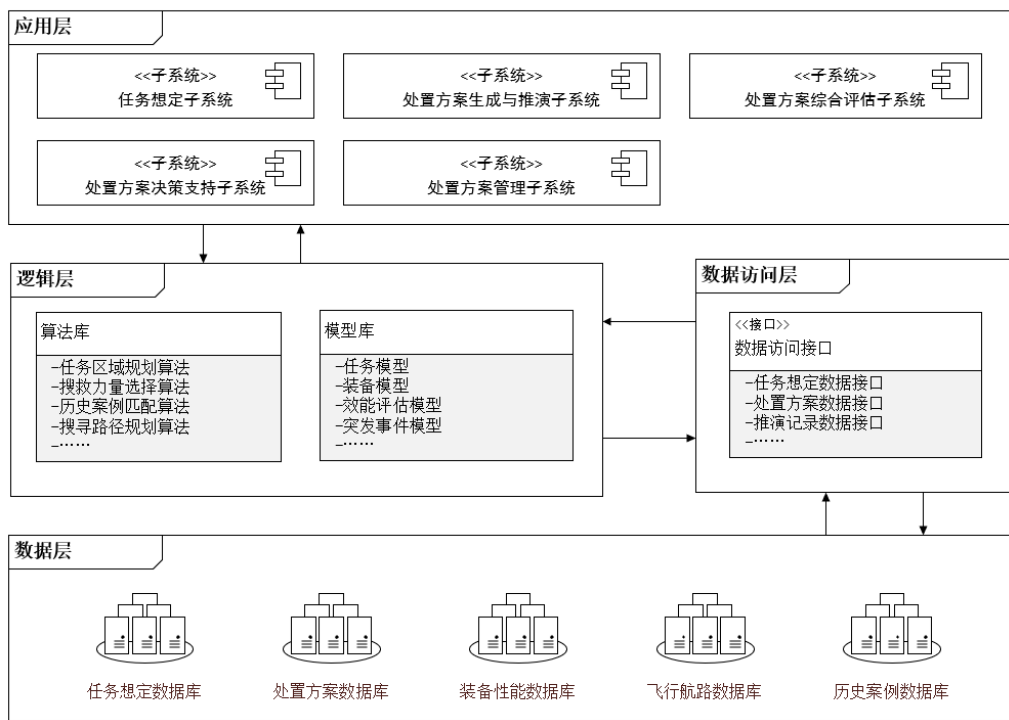 应用层
<<子系统>>
任务想定子系统
<<子系统>>
处置方案生成与推演子系统
<<子系统>>
处置方案综合评估子系统
<<子系统>>
处置方案决策支持子系统
<<子系统>>
处置方案管理子系统
逻辑层
算法库
-任务区域规划算法
-搜救力量选择算法
-历史案例匹配算法
-搜寻路径规划算法
-……
模型库
-任务模型
-装备模型
-效能评估模型
-突发事件模型
-……
数据访问层
<<接口>>
数据访问接口
-任务想定数据接口
-处置方案数据接口
-推演记录数据接口
-……
数据层
任务想定数据库
处置方案数据库
装备性能数据库
飞行航路数据库
历史案例数据库